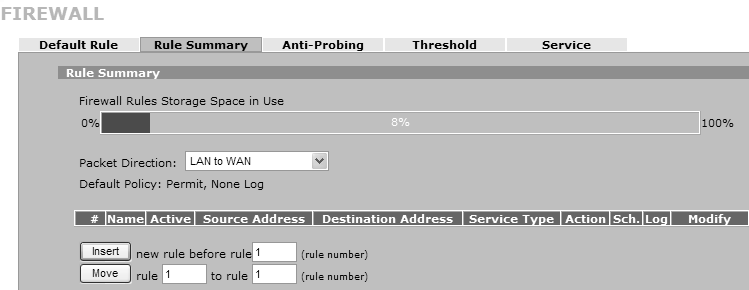 FIREWALL
Default Rule Rule Summary Anti-Probing Threshold Service
Rule Summary
Firewall Rules Storage Space in Use
0% 8% 100%
Packet Direction: LAN to WAN
Default Policy: Permit, None Log
# Name Active Source Address Destination Address Service Type Action Sch. Log Modify
Insert new rule before rule 1 (rule number)
Move rule 1 to rule 1 (rule number)